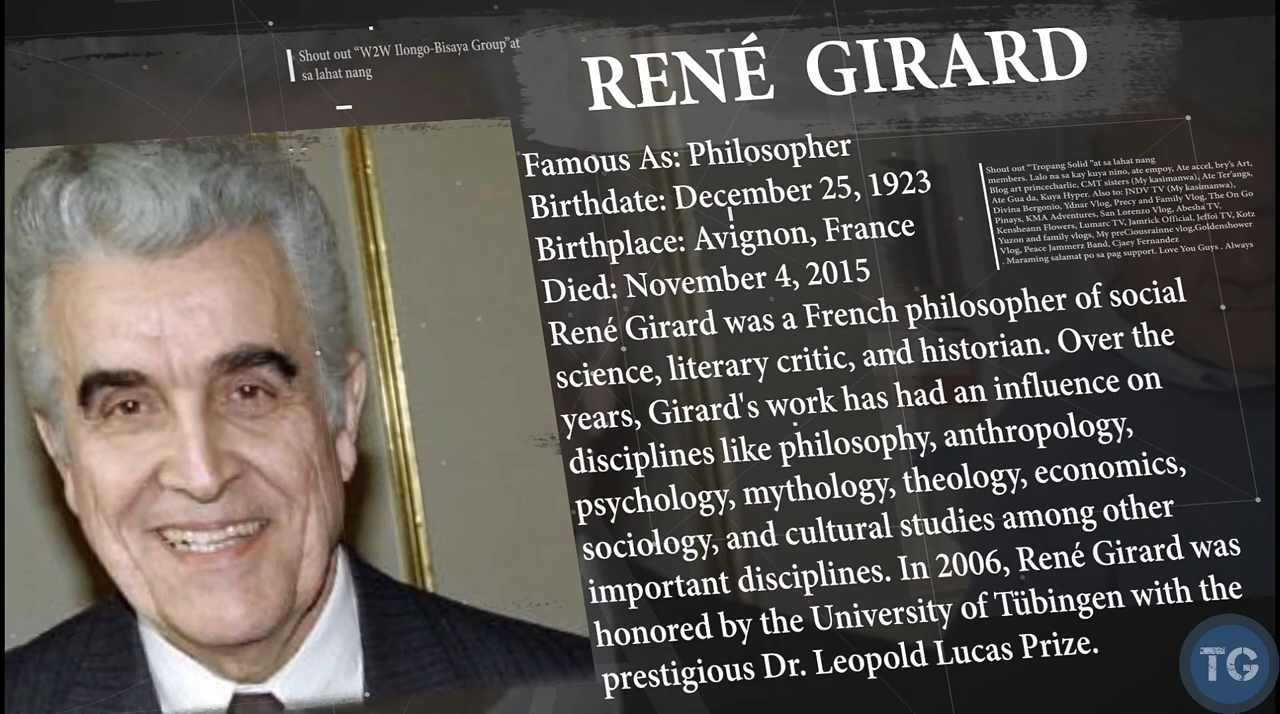 Shout out “W2W Ilongo-Bisaya Group”at
sa lahat nang
RENÉ GIRARD
Famous As: Philosopher
Birthdate: December 25, 1923
Birthplace: Avignon, France
Died: November 4, 2015
René Girard was a French philosopher of social
science, literary critic, and historian. Over the
years, Girard's work has had an influence on
disciplines like philosophy, anthropology,
psychology, mythology, theology, economics,
sociology, and cultural studies among other
important disciplines. In 2006, René Girard was
honored by the University of Tübingen with the
prestigious Dr. Leopold Lucas Prize.
Shout out “Tropang Solid ”at sa lahat nang
members. Lalo na sa kay kuya nino, ate empoy, Ate accel, bry's Art,
Blog art princecharlie, CMT sisters (My kasimanwa), Ate Ter'angs,
Ate Gua da, Kuya Hyper. Also to: JNDV TV (My kasimanwa),
Divina Bergonio, Ydnar Vlog, Precy and Family Vlog, The On Go
Pinays, KMA Adventures, San Lorenzo Vlog, Abesha TV,
Kensheann Flowers, Lumarc TV, Jamrick Official, Jeffoi TV, Kotz
Yuzon and family vlogs, My preCiousrainne vlog,Goldenshower
Vlog, Peace Jammerz Band, Cjaey Fernandez
. Maraming salamat po sa pag support. Love You Guys . Always
TG